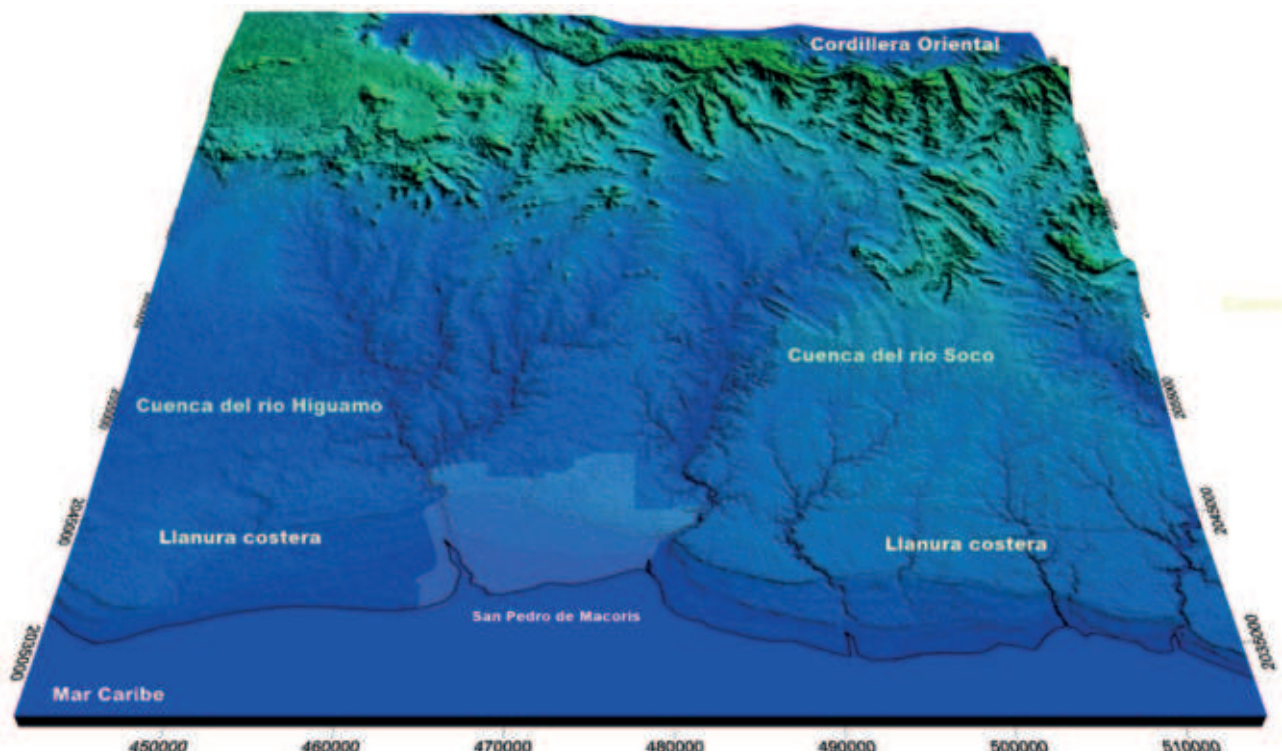 Cordillera Oriental
Cuenca del rio Soco
Cuenca del rio Higuamo
Llanura costera
Llanura costera
San Pedro de Macoris
Mar Caribe
2055000
2045000
2045000
2035000
2035000
450000
460000
470000
480000
490000
500000
510000